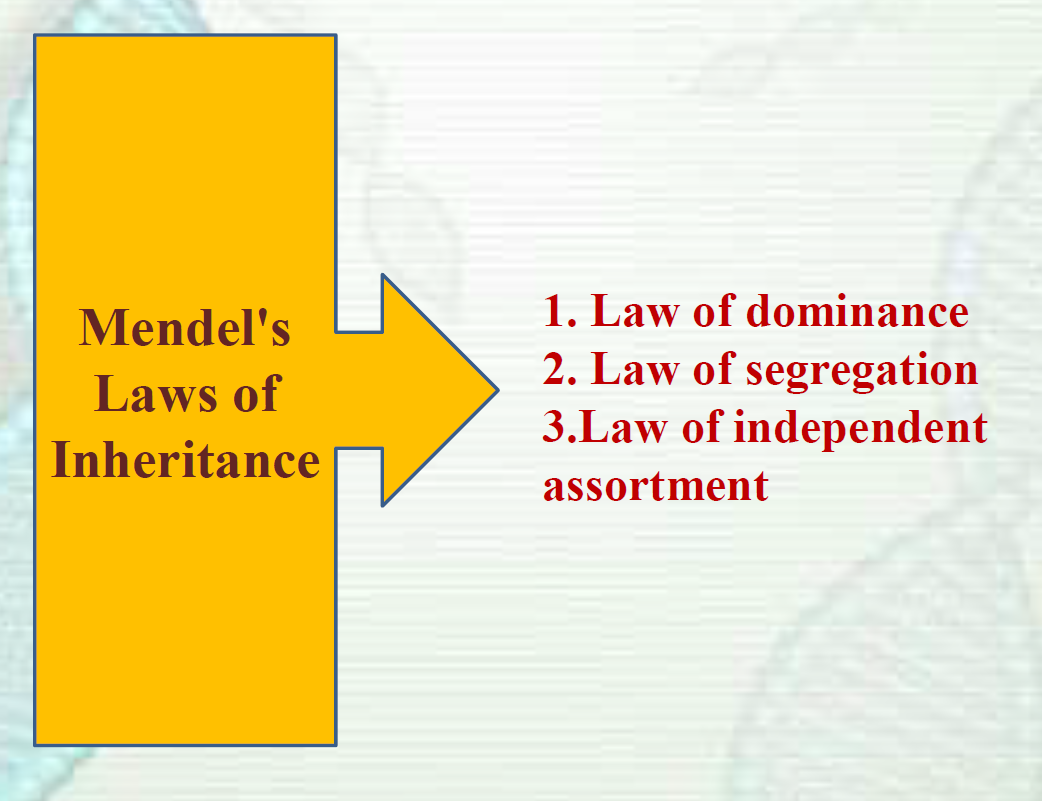 Mendel's
Laws of
Inheritance
1. Law of dominance
2. Law of segregation
3.Law of independent
assortment